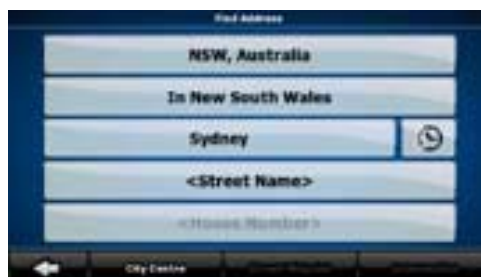 Find Address
NSW, Australia
In New South Wales
Sydney
<Street Name>
<House Number>
City Centre